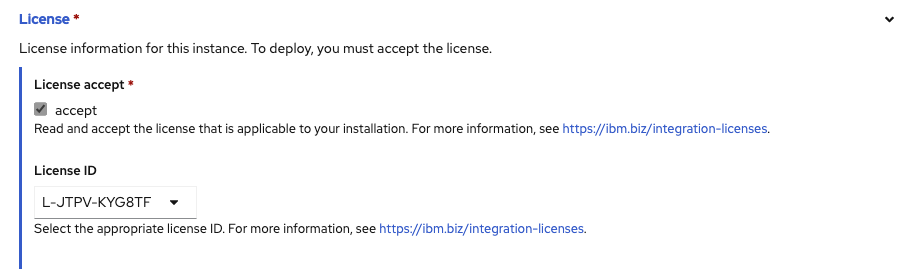 License *
License information for this instance. To deploy, you must accept the license.
License accept *
accept
Read and accept the license that is applicable to your installation. For more information, see https://ibm.biz/integration-licenses.
License ID
L-JTPV-KYG8TF
Select the appropriate license ID. For more information, see https://ibm.biz/integration-licenses.